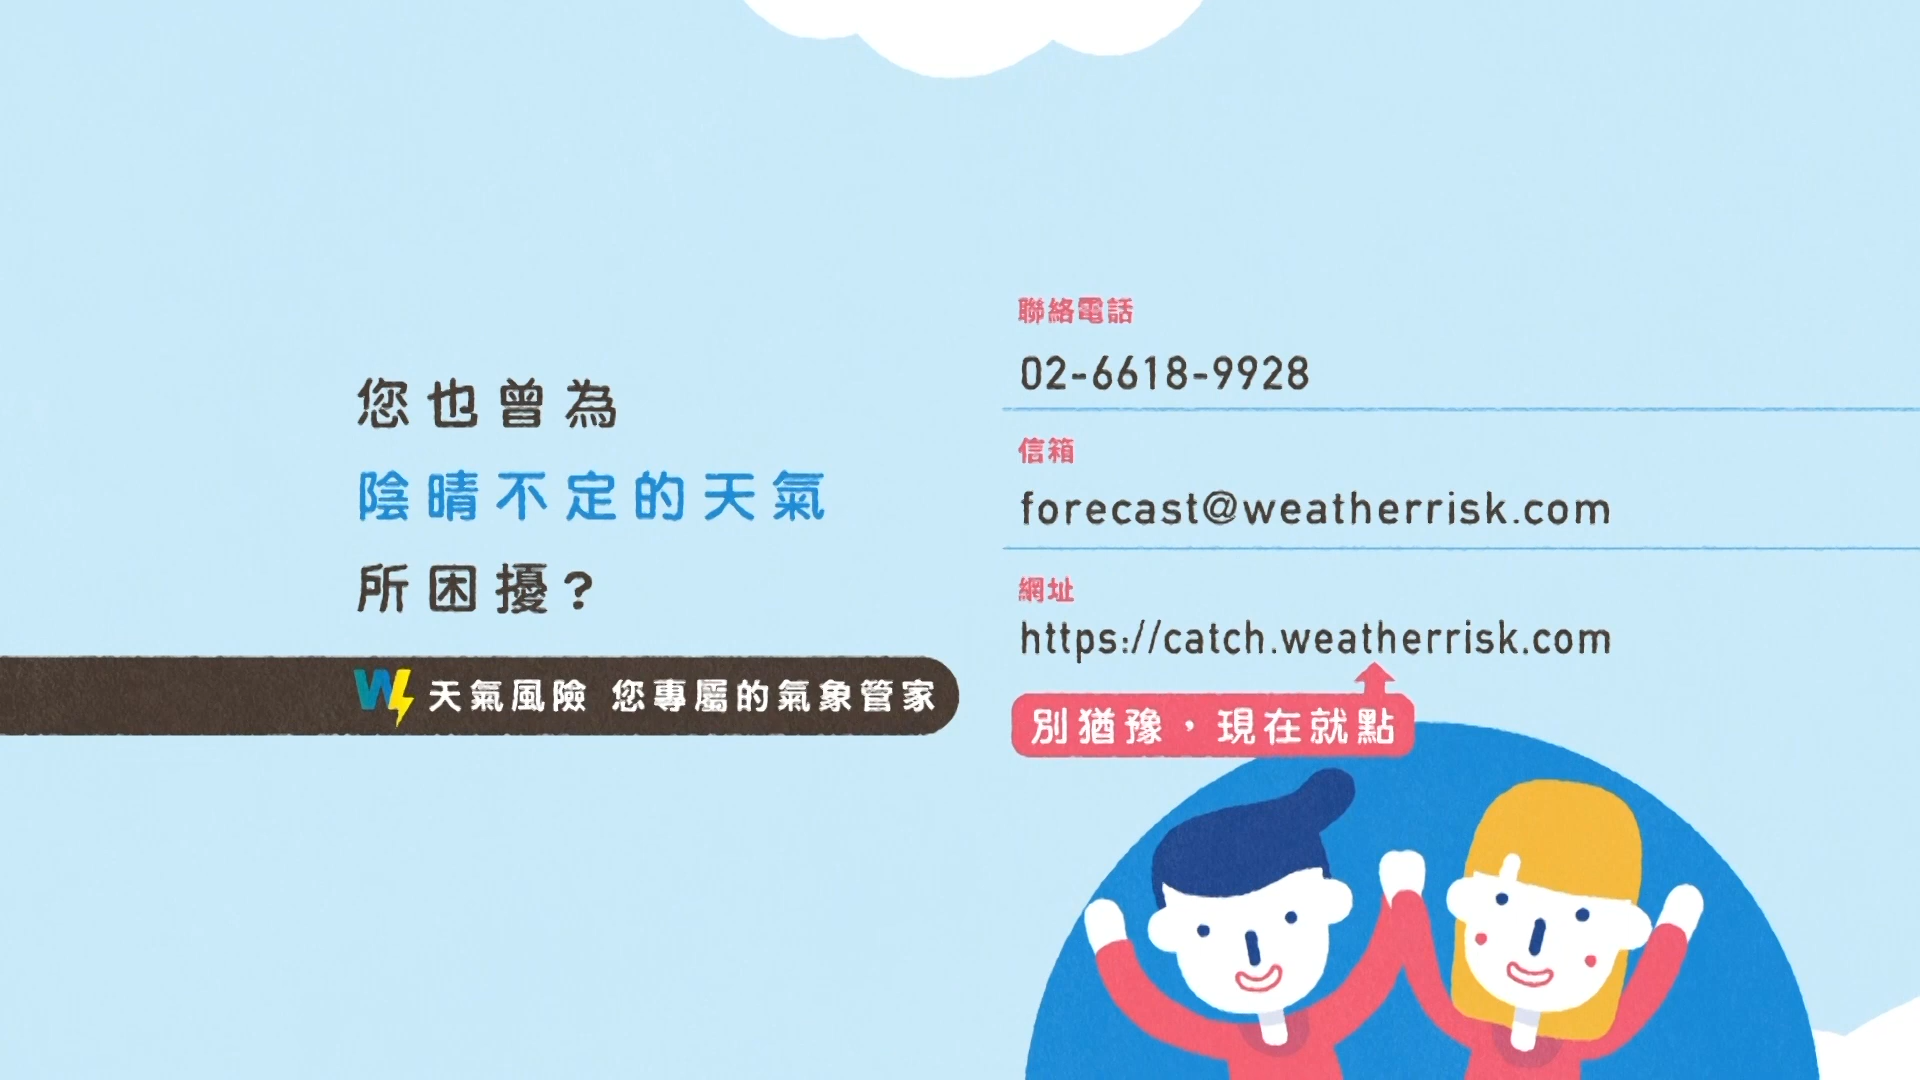 您也曾為
陰晴不定的天氣
所困擾?
W 天氣風險 您專屬的氣象管家
聯絡電話
02-6618-9928
信箱
forecast@weatherrisk.com
網址
https://catch.weatherrisk.com
別猶豫，現在就點